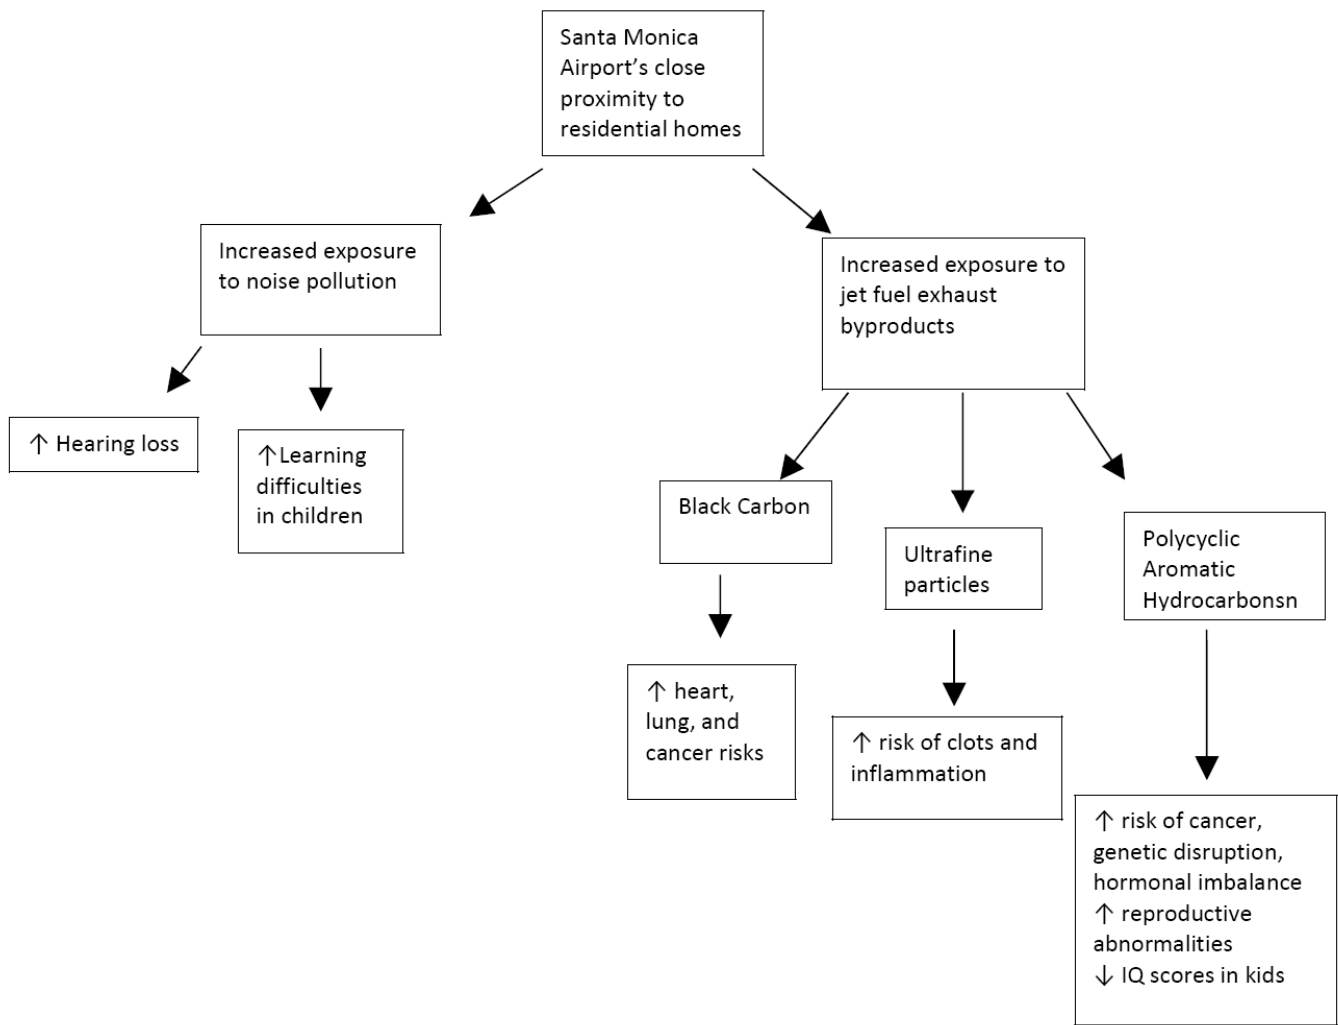 Santa Monica
Airport’s close
proximity to
residential homes
Increased exposure
to noise pollution
Increased exposure to
jet fuel exhaust
byproducts
↑ Hearing loss
↑Learning
difficulties
in children
Black Carbon
Ultrafine
particles
Polycyclic
Aromatic
Hydrocarbonsn
↑ heart,
lung, and
cancer risks
↑ risk of clots and
inflammation
↑ risk of cancer,
genetic disruption,
hormonal imbalance
↑ reproductive
abnormalities
↓ IQ scores in kids